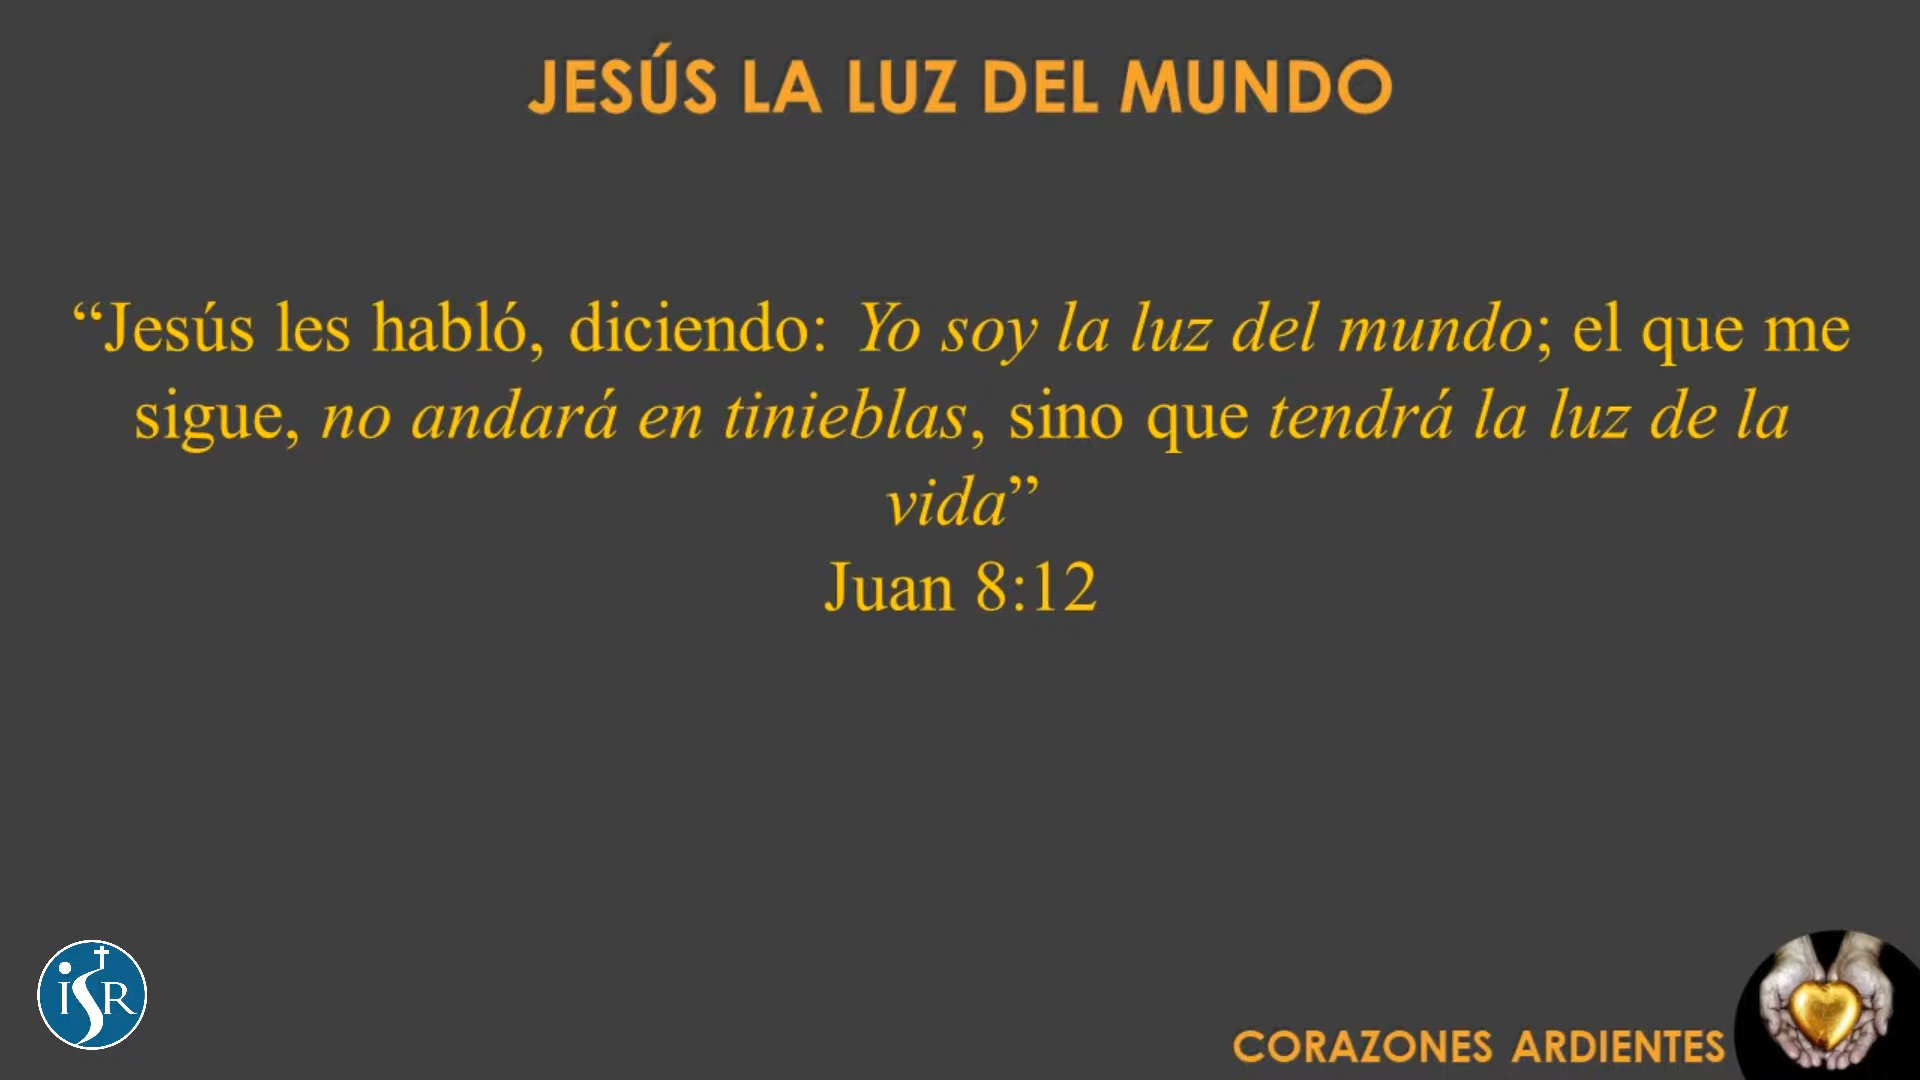 JESÚS LA LUZ DEL MUNDO
“Jesús les habló, diciendo: Yo soy la luz del mundo; el que me
sigue, no andará en tinieblas, sino que tendrá la luz de la
vida”
Juan 8:12
iSR
CORAZONES ARDIENTES